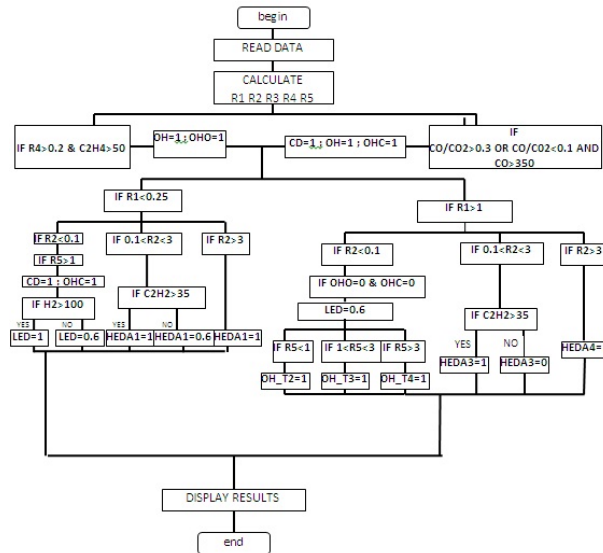 begin
READ DATA
CALCULATE
R1 R2 R3 R4 R5
IF R4>0.2 & C2H4>50
OH=1 ; OHO=1
CD=1 ; OH=1 ; OHC=1
IF
CO/CO2>0.3 OR CO/CO2<0.1 AND
CO>350
IF R1<0.25
IF R1>1
IF R2<0.1
IF 0.1<R2<3
IF R2>3
IF R5>1
CD=1 ; OHC=1
IF H2>100
IF C2H2>35
YES
NO
YES
NO
LED=1
LED=0.6
HEDA1=1
HEDA1=0.6
HEDA1=1
IF R2<0.1
IF 0.1<R2<3
IF R2>3
IF OHO=0 & OHC=0
LED=0.6
IF C2H2>35
IF R5<1
IF 1<R5<3
IF R5>3
YES
NO
OH_T2=1
OH_T3=1
OH_T4=1
HEDA3=1
HEDA3=0
HEDA4=
DISPLAY RESULTS
end